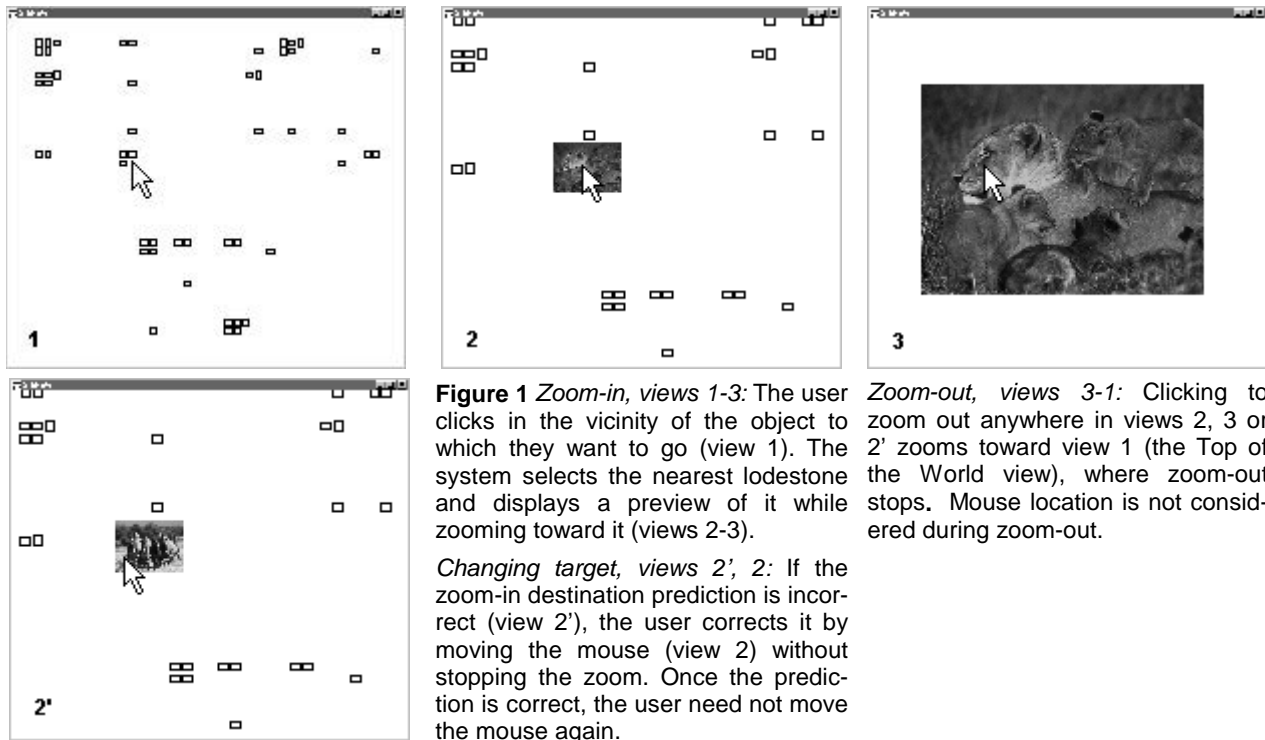 1
2
3
2'
Figure 1 Zoom-in, views 1-3: The user
clicks in the vicinity of the object to
which they want to go (view 1). The
system selects the nearest lodestone
and displays a preview of it while
zooming toward it (views 2-3).
Changing target, views 2', 2: If the
zoom-in destination prediction is incor-
rect (view 2'), the user corrects it by
moving the mouse (view 2) without
stopping the zoom. Once the predic-
tion is correct, the user need not move
the mouse again.
Zoom-out, views 3-1: Clicking to
zoom out anywhere in views 2, 3 or
2' zooms toward view 1 (the Top of
the World view), where zoom-out
stops. Mouse location is not consid-
ered during zoom-out.